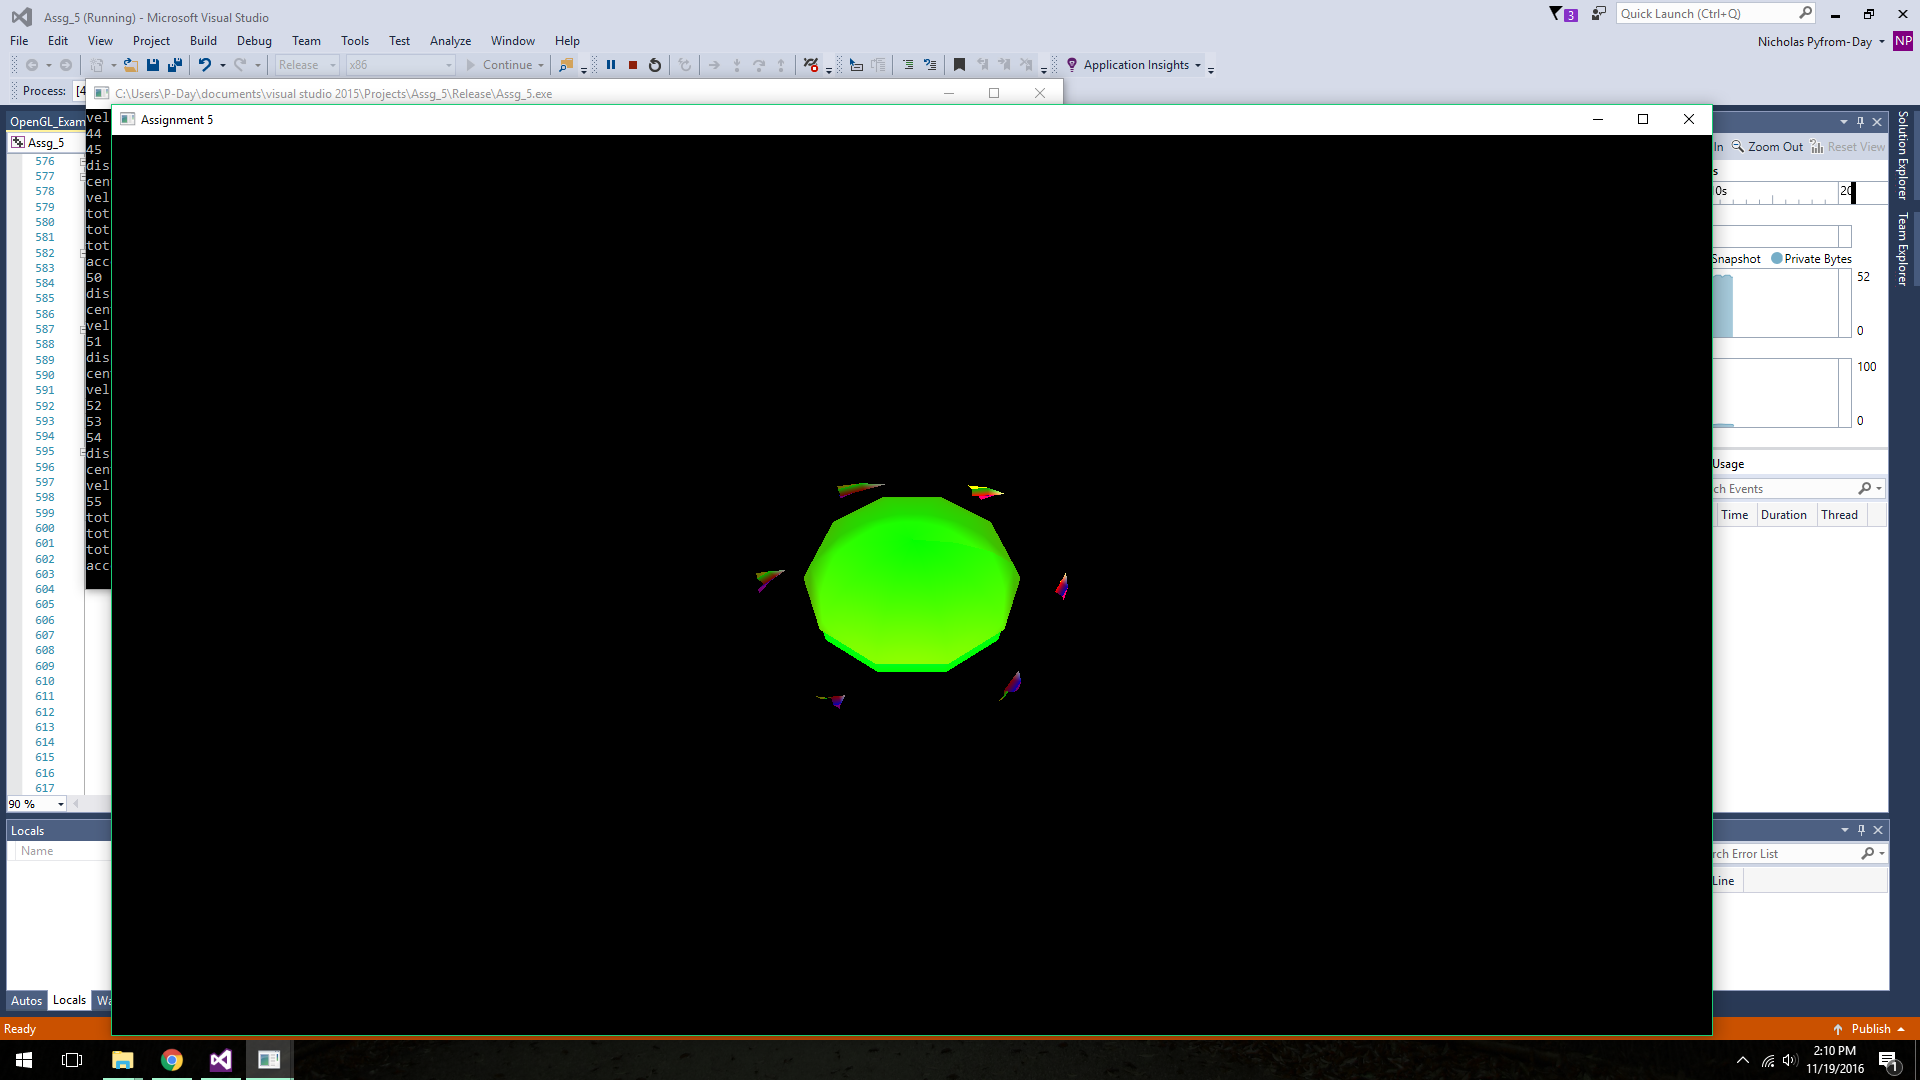 Assg_5 (Running) - Microsoft Visual Studio
3
Quick Launch (Ctrl+Q)
File Edit View Project Build Debug Team Tools Test Analyze Window Help
Nicholas Pyfrom-Day
NP
Release x86 Continue Application Insights
Process: [4
C:\Users\P-Day\documents\visual studio 2015\Projects\Assg_5\Release\Assg_5.exe
Assignment 5
OpenGL_Exam
Assg_5
576
577
578
579
580
581
582
583
584
585
586
587
588
589
590
591
592
593
594
595
596
597
598
599
600
601
602
603
604
605
606
607
608
609
610
611
612
613
614
615
616
617
90 %
vel
44
45
dis
cen
vel
tot
tot
tot
acc
50
dis
cen
vel
51
dis
cen
vel
52
53
54
dis
cen
vel
55
tot
tot
tot
acc
In Zoom Out Reset View
s
0s 20
Snapshot Private Bytes
52
0
100
0
Usage
ch Events
Time Duration Thread
Solution Explorer
Team Explorer
Locals
Name
Autos Locals Wa
rch Error List
Line
Ready
Publish
2:10 PM
11/19/2016
1